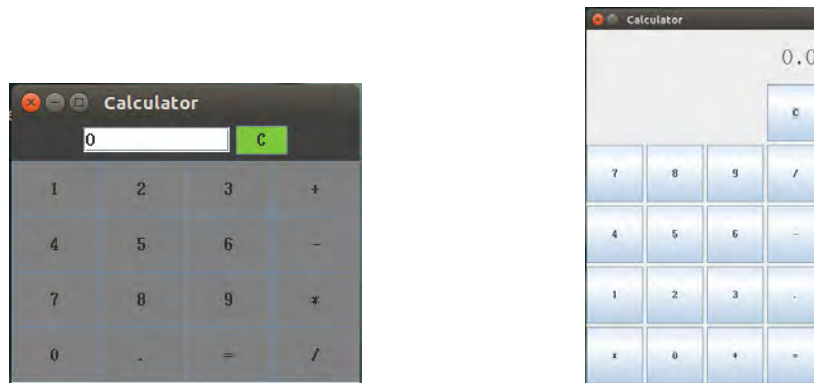 Calculator
0 C
1 2 3 +
4 5 6 -
7 8 9 *
0 . = /
Calculator
0.0
C
7 8 9 /
4 5 6 -
1 2 3 .
* 0 +